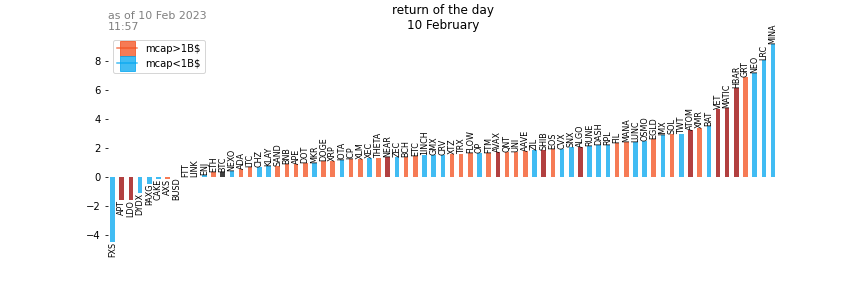 as of 10 Feb 2023
11:57
return of the day
10 February
mcap>1B$
mcap<1B$
8
6
4
2
0
−2
−4
FXS
APT
LDO
DYDX
PAXG
CAKE
AXS
BUSD
FTT
LINK
ENJ
ETH
BTC
NEXO
ADA
LTC
CHZ
KLAY
SAND
BNB
APE
DOT
MKR
DOGE
XRP
IOTA
ICP
XLM
XEC
THETA
NEAR
ZEC
BCH
ETC
1INCH
GMX
CRV
XTZ
TRX
FLOW
OP
FTM
AVAX
QNT
UNI
AAVE
ZIL
SHIB
EOS
CVX
SNX
ALGO
RUNE
DASH
RPL
FIL
MANA
LUNC
OSMO
EGLD
IMX
SOL
TWT
ATOM
XMR
BAT
VET
MATIC
HBAR
GRT
NEO
LRC
MINA